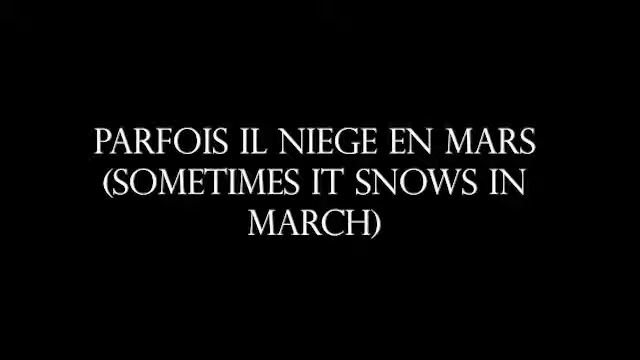 PARFOIS IL NIEGE EN MARS
(SOMETIMES IT SNOWS IN
MARCH)